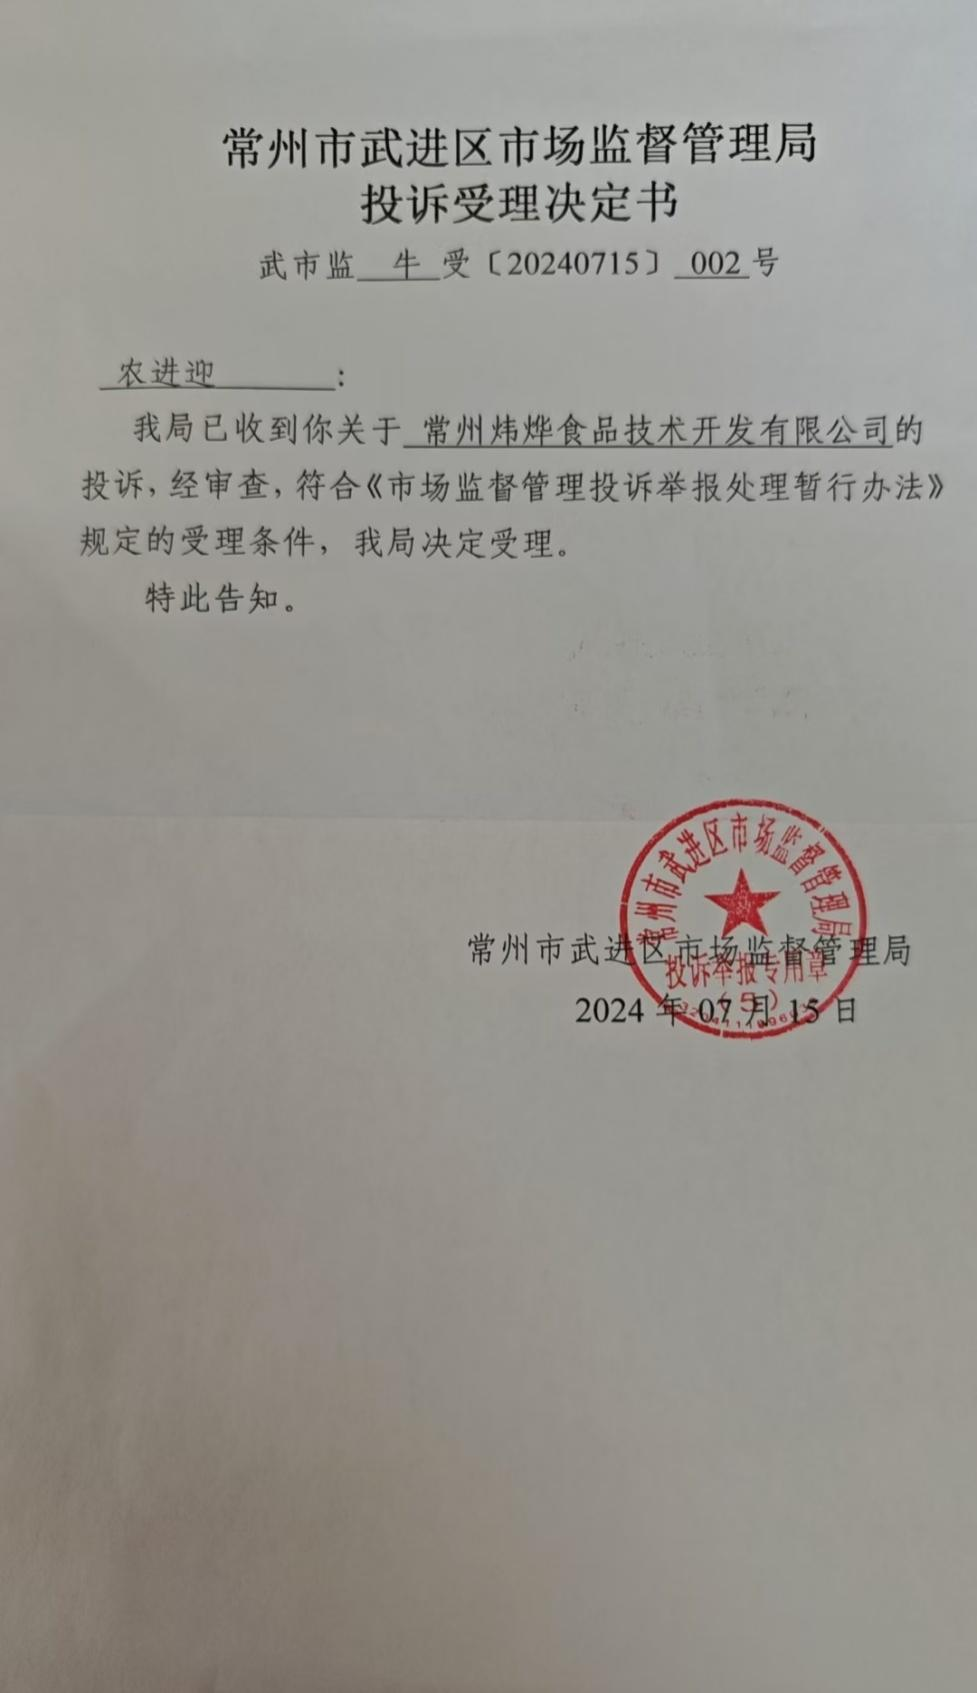 常州市武进区市场监督管理局
投诉受理决定书
武市监 牛 受〔20240715〕 002 号
农进迎 :
我局已收到你关于 常州炜烨食品技术开发有限公司的
投诉，经审查，符合《市场监督管理投诉举报处理暂行办法》
规定的受理条件，我局决定受理。
特此告知。
常州市武进区市场监督管理局
投诉举报专用章
（5）
常州市武进区市场监督管理局
2024 年 07 月 15 日